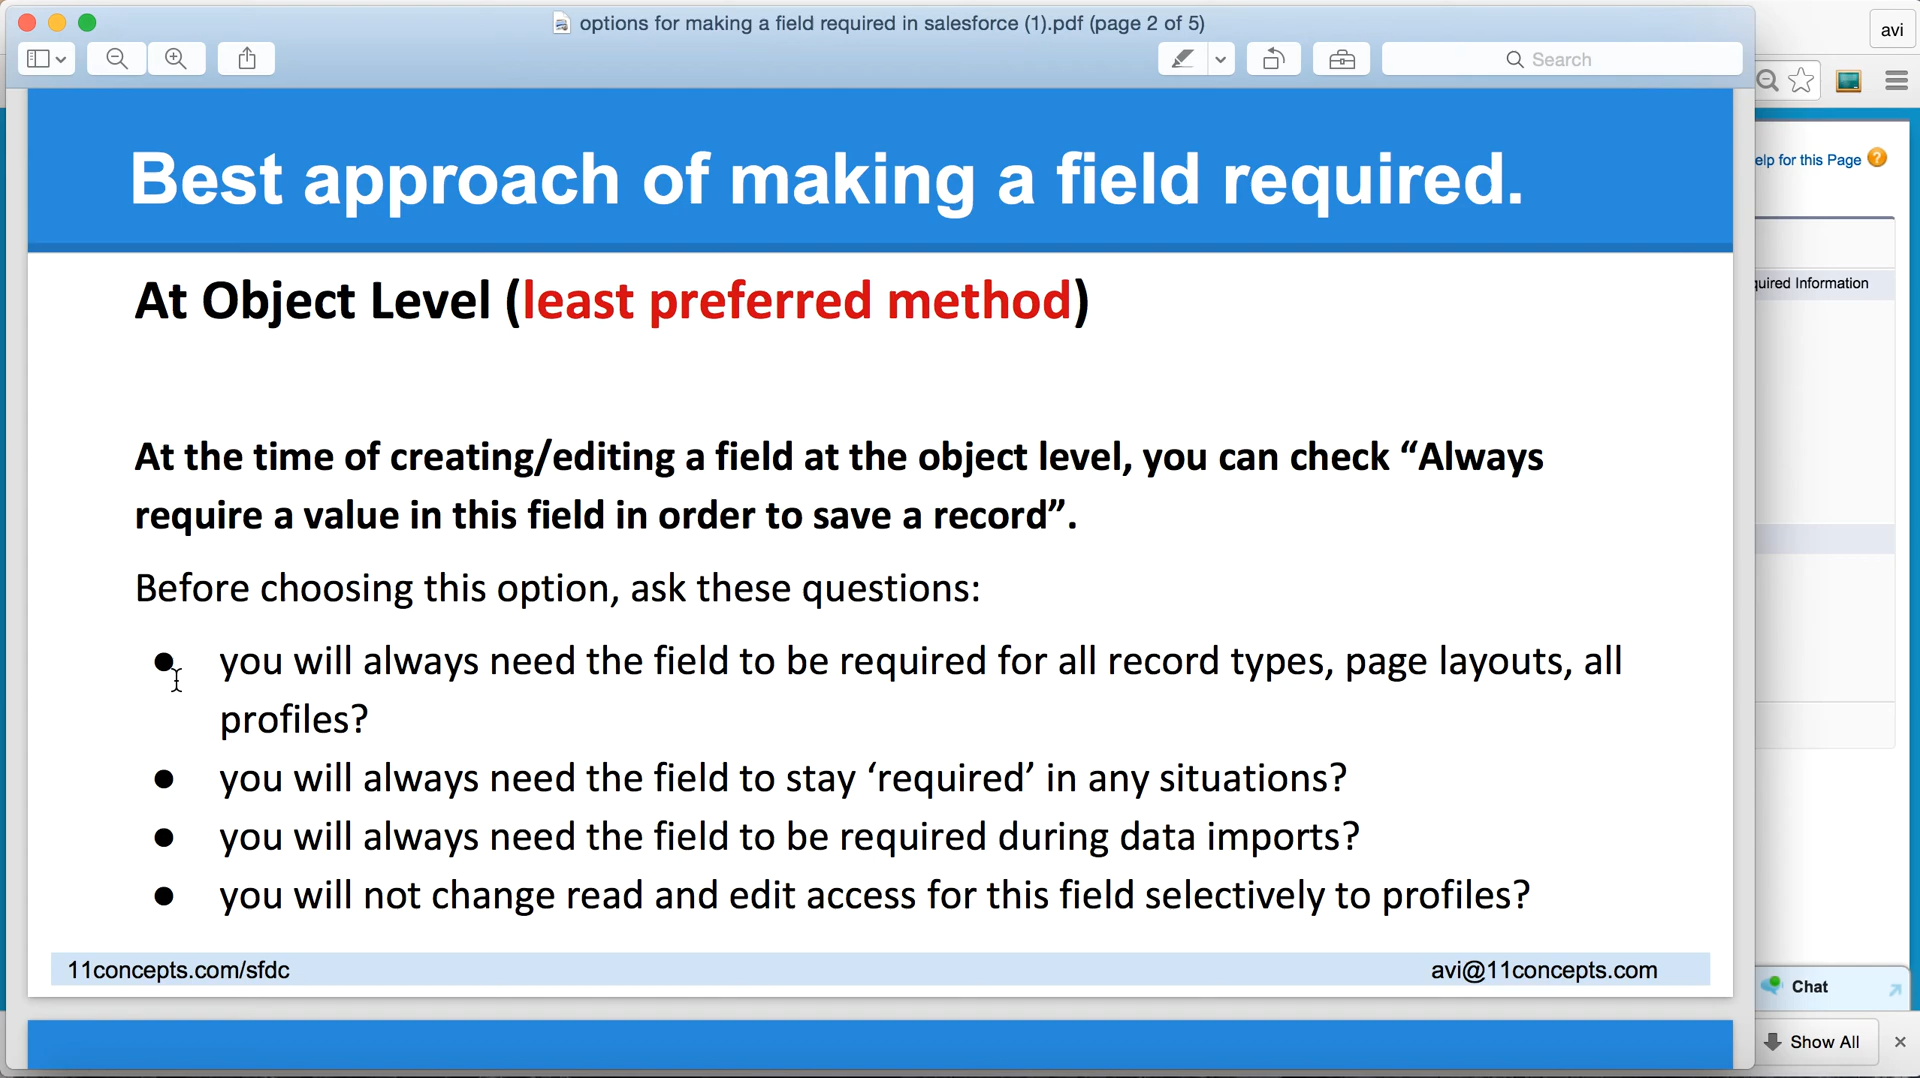 options for making a field required in salesforce (1).pdf (page 2 of 5)
avi
Search
elp for this Page
Best approach of making a field required.
quired Information
At Object Level (least preferred method)
At the time of creating/editing a field at the object level, you can check “Always
require a value in this field in order to save a record”.
Before choosing this option, ask these questions:
● you will always need the field to be required for all record types, page layouts, all
profiles?
● you will always need the field to stay ‘required’ in any situations?
● you will always need the field to be required during data imports?
● you will not change read and edit access for this field selectively to profiles?
11concepts.com/sfdc
avi@11concepts.com
Chat
Show All